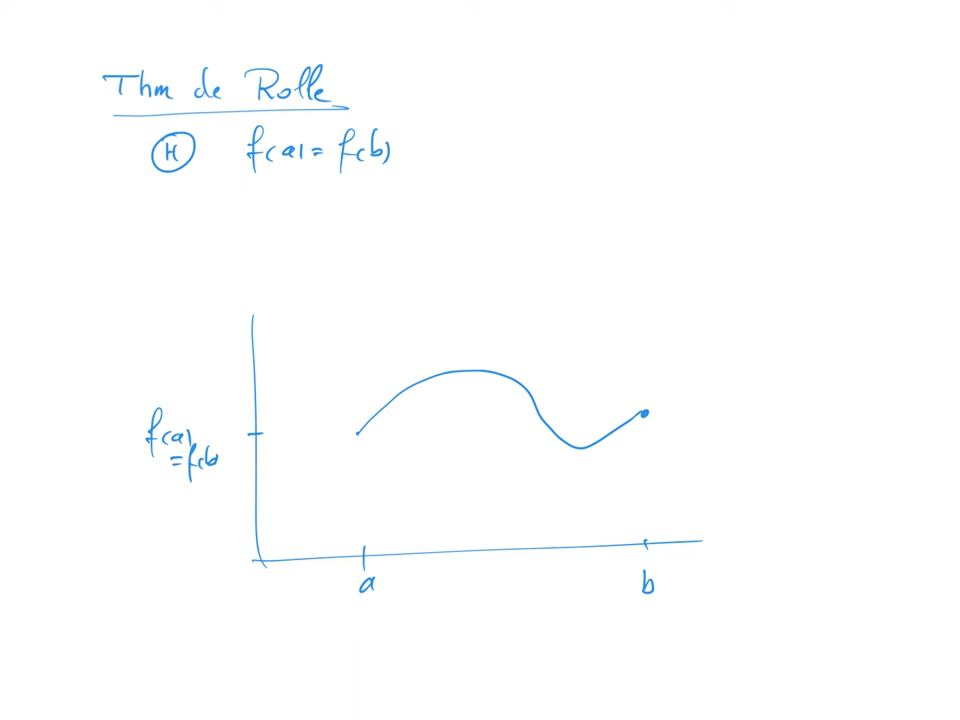 Thm de Rolle
H f(a) = f(b)
f(a)
= f(b
a
b